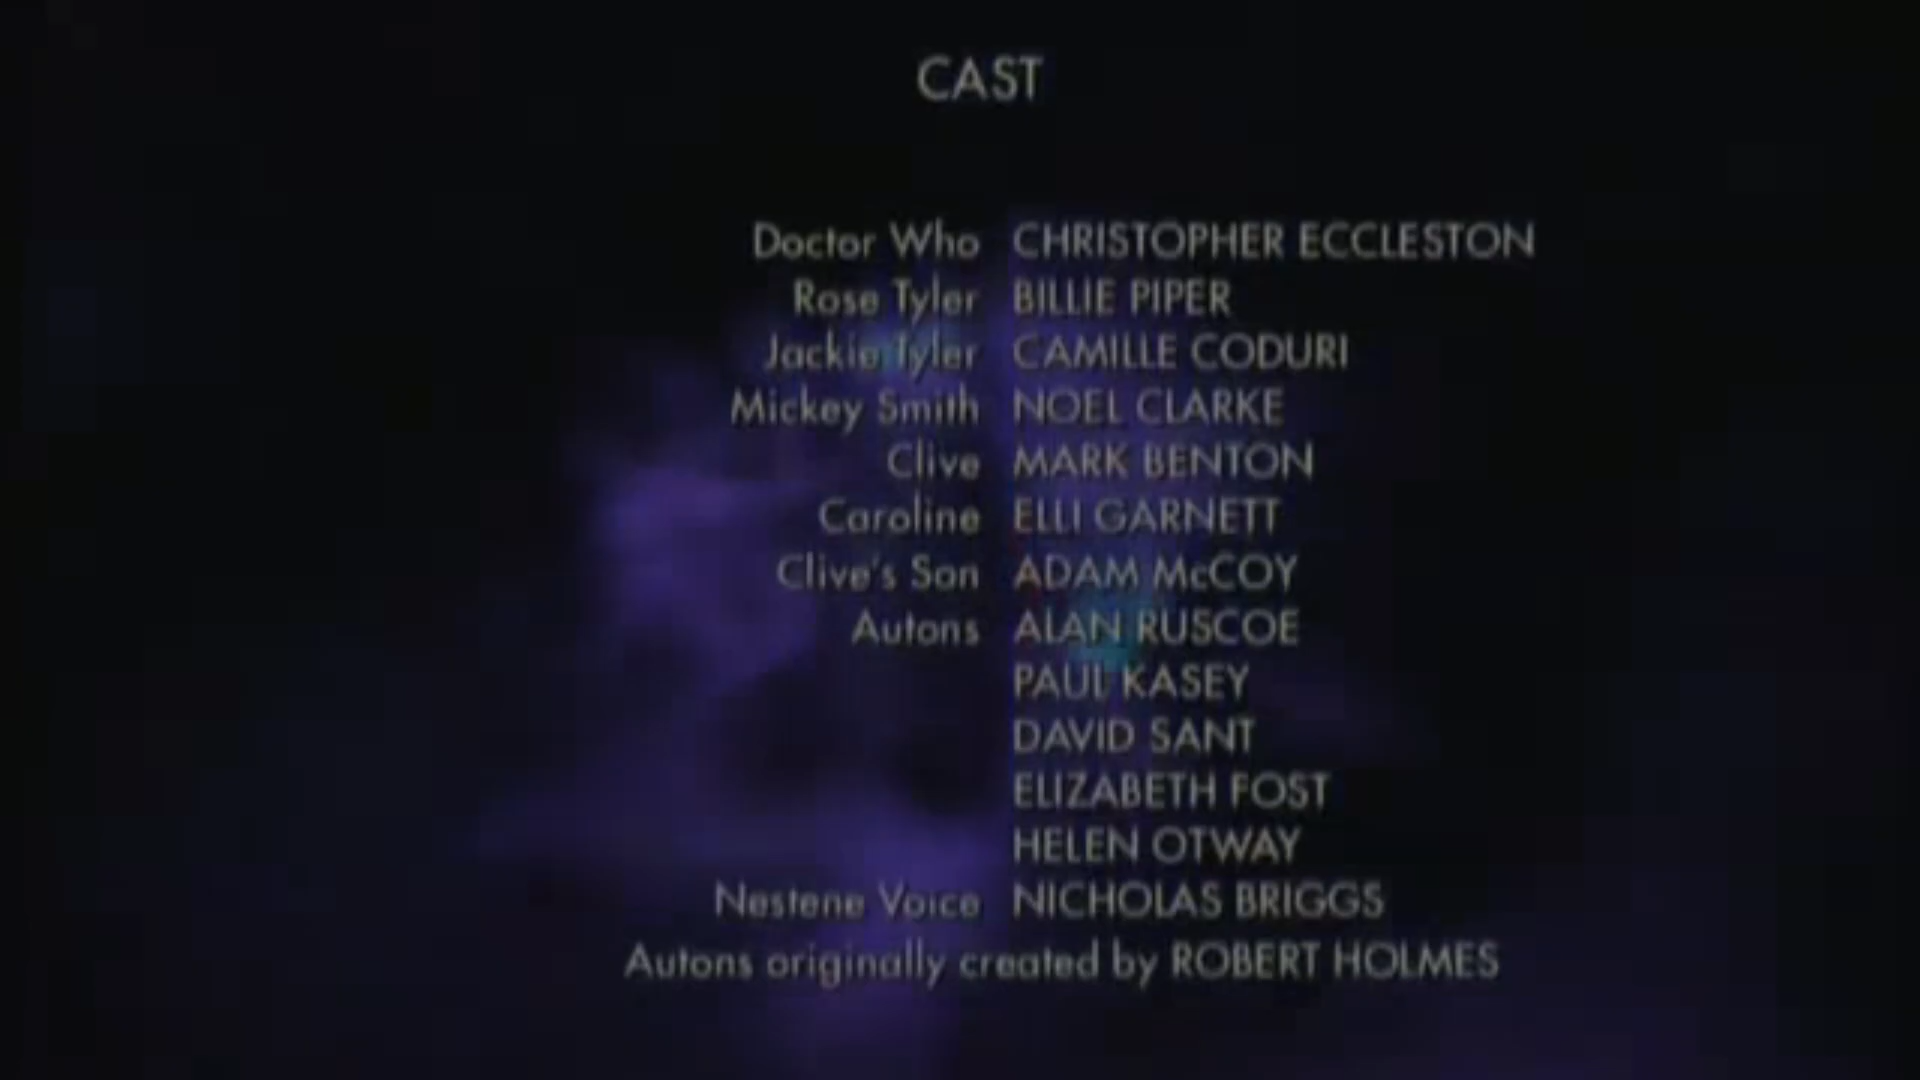 CAST
Doctor Who CHRISTOPHER ECCLESTON
Rose Tyler BILLIE PIPER
Jackie Tyler CAMILLE CODURI
Mickey Smith NOEL CLARKE
Clive MARK BENTON
Caroline ELLI GARNETT
Clive's Son ADAM McCOY
Autons ALAN RUSCOE
PAUL KASEY
DAVID SANT
ELIZABETH FOST
HELEN OTWAY
Nestene Voice NICHOLAS BRIGGS
Autons originally created by ROBERT HOLMES